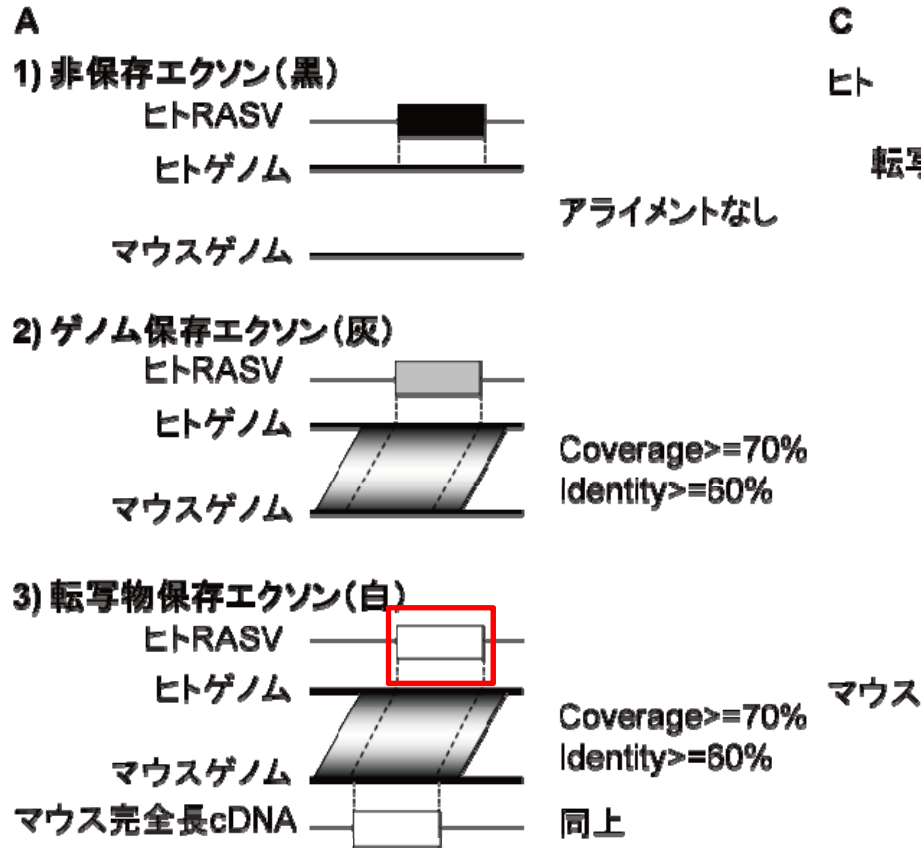 A
1) 非保存エクソン(黒)
ヒトRASV
ヒトゲノム
アライメントなし
マウスゲノム
2) ゲノム保存エクソン(灰)
ヒトRASV
ヒトゲノム
Coverage>=70%
Identity>=60%
マウスゲノム
3) 転写物保存エクソン(白)
ヒトRASV
ヒトゲノム
Coverage>=70%
Identity>=60%
マウスゲノム
マウス完全長cDNA
同上
C
ヒト
転写
マウス